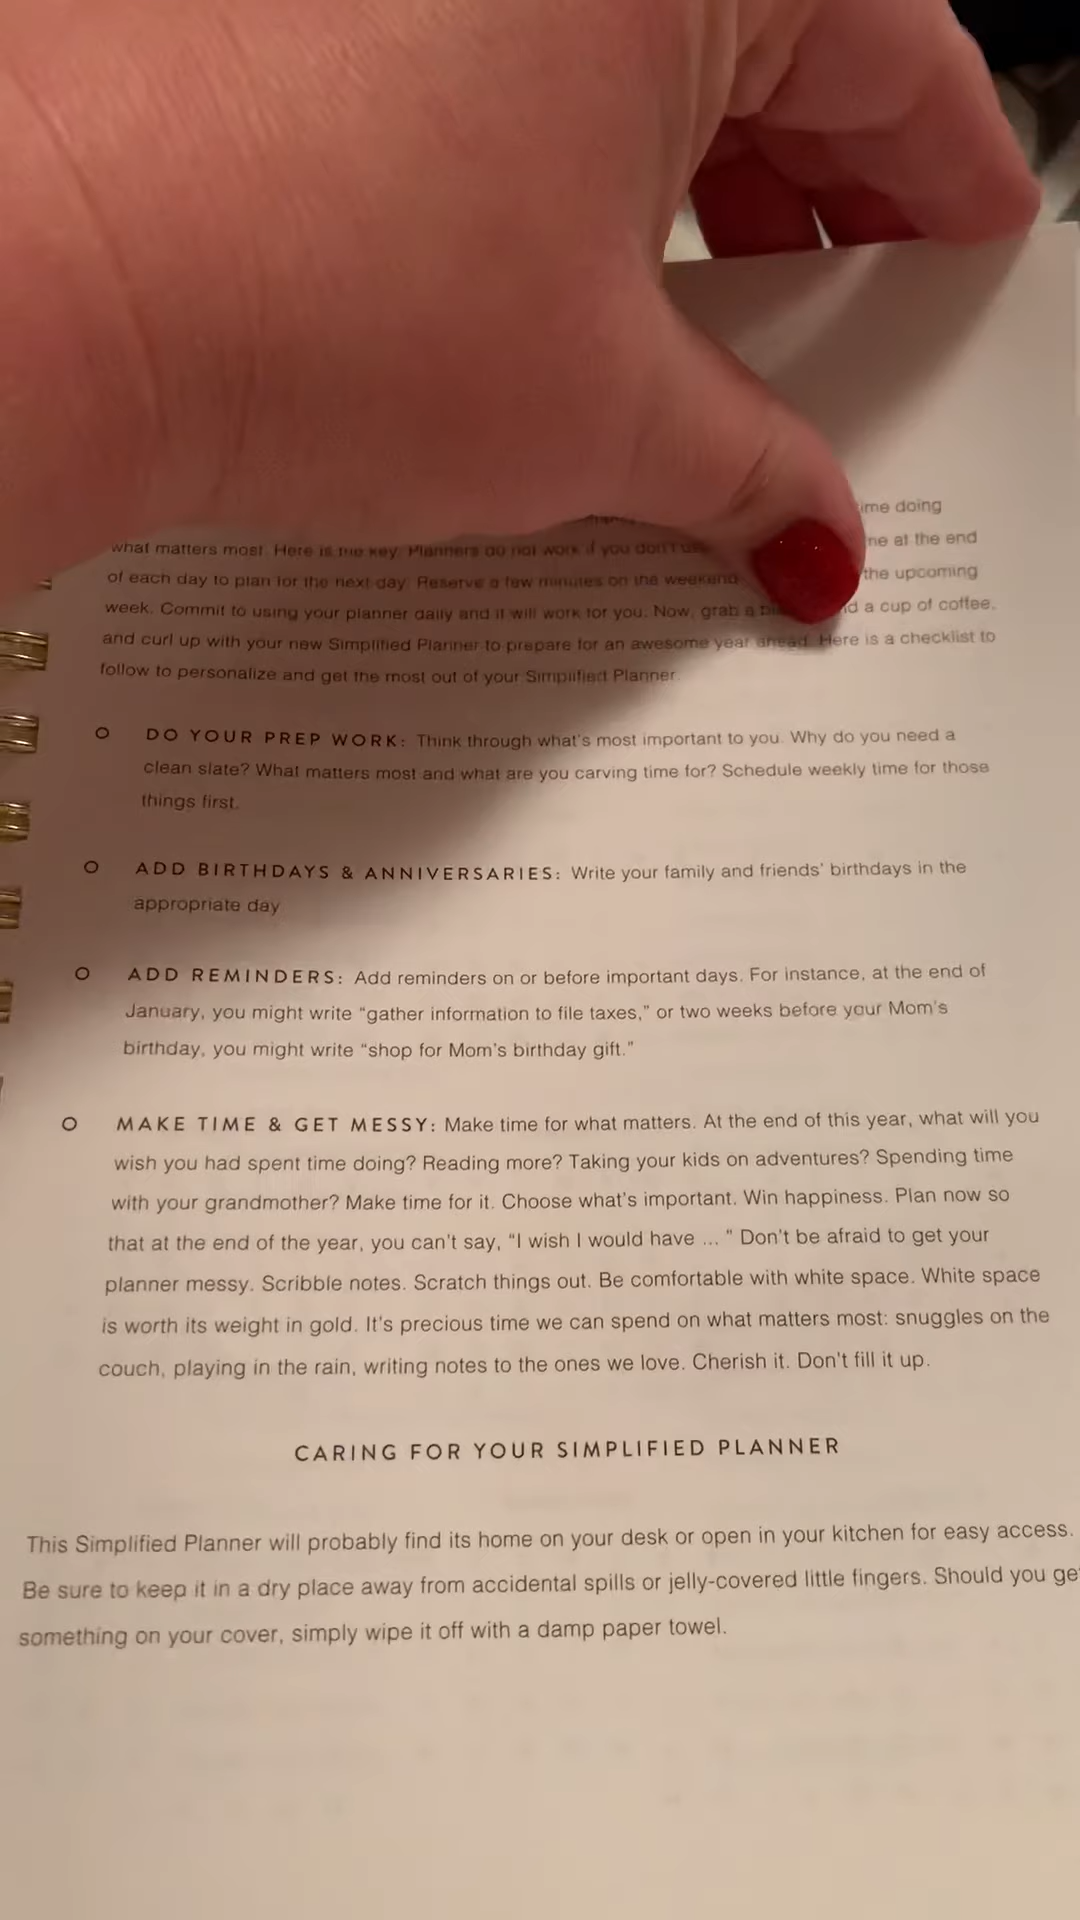 ime doing
what matters most. Here is the key. Planners do not work if you don't ne at the end
of each day to plan for the next day. Reserve a few minutes on the weekend the upcoming
week. Commit to using your planner daily and it will work for you. Now, grab a a cup of coffee,
and curl up with your new Simplified Planner to prepare for an awesome year ahead. Here is a checklist to
follow to personalize and get the most out of your Simplified Planner.
DO YOUR PREP WORK: Think through what's most important to you. Why do you need a
clean slate? What matters most and what are you carving time for? Schedule weekly time for those
things first.
ADD BIRTHDAYS & ANNIVERSARIES: Write your family and friends' birthdays in the
appropriate day
ADD REMINDERS: Add reminders on or before important days. For instance, at the end of
January, you might write "gather information to file taxes," or two weeks before your Mom's
birthday, you might write "shop for Mom's birthday gift."
MAKE TIME & GET MESSY: Make time for what matters. At the end of this year, what will you
wish you had spent time doing? Reading more? Taking your kids on adventures? Spending time
with your grandmother? Make time for it. Choose what's important. Win happiness. Plan now so
that at the end of the year, you can't say, "I wish I would have ... " Don't be afraid to get your
planner messy. Scribble notes. Scratch things out. Be comfortable with white space. White space
is worth its weight in gold. It's precious time we can spend on what matters most: snuggles on the
couch, playing in the rain, writing notes to the ones we love. Cherish it. Don't fill it up.
CARING FOR YOUR SIMPLIFIED PLANNER
This Simplified Planner will probably find its home on your desk or open in your kitchen for easy access.
Be sure to keep it in a dry place away from accidental spills or jelly-covered little fingers. Should you ge
something on your cover, simply wipe it off with a damp paper towel.